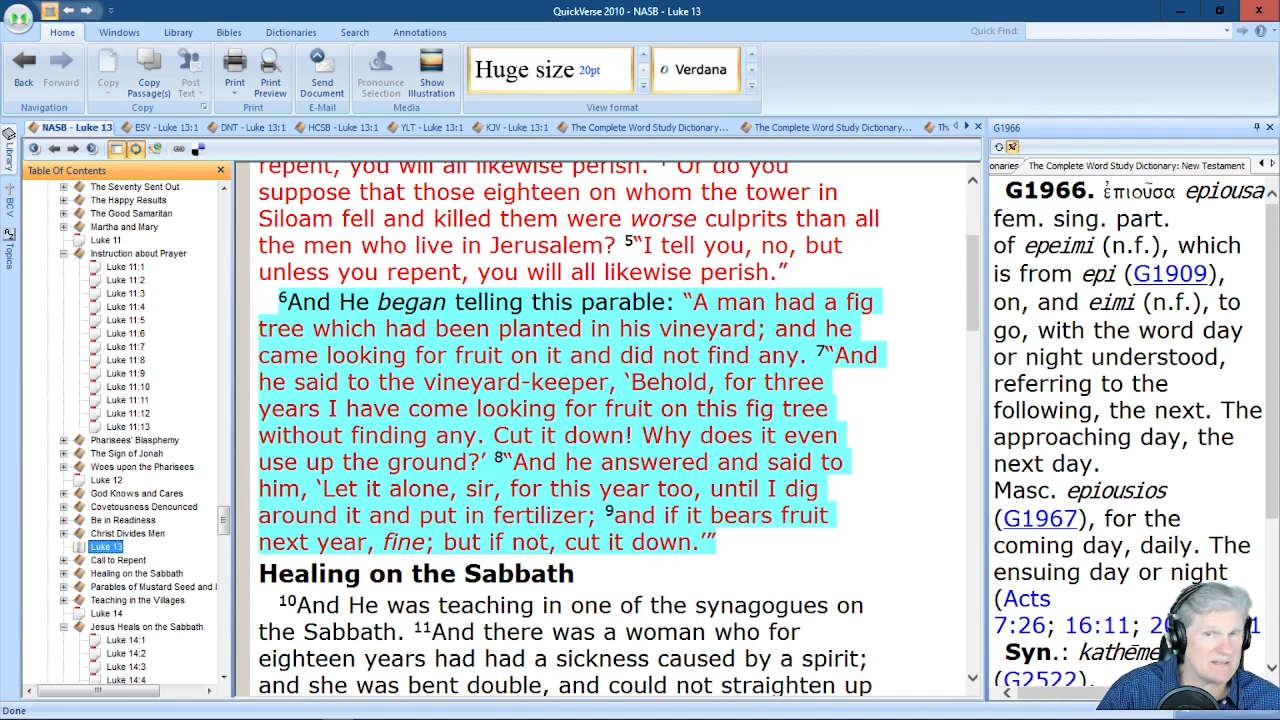 QuickVerse 2010 - NASB - Luke 13
Home Windows Library Bibles Dictionaries Search Annotations
Quick Find:
Back Forward Copy Copy Passage(s) Post Text Print Print Preview Send Document Pronounce Selection Show Illustration
Huge size 20pt
Verdana
Navigation Copy Print E-Mail Media View format
NASB - Luke 13 ESV - Luke 13:1 DNT - Luke 13:1 HCSB - Luke 13:1 YLT - Luke 13:1 KJV - Luke 13:1 The Complete Word Study Dictionary... The Complete Word Study Dictionary... Th
Library
BCV
Topics
Table Of Contents
The Seventy Sent Out
The Happy Results
The Good Samaritan
Martha and Mary
Luke 11
Instruction about Prayer
Luke 11:1
Luke 11:2
Luke 11:3
Luke 11:4
Luke 11:5
Luke 11:6
Luke 11:7
Luke 11:8
Luke 11:9
Luke 11:10
Luke 11:11
Luke 11:12
Luke 11:13
Pharisees' Blasphemy
The Sign of Jonah
Woes upon the Pharisees
Luke 12
God Knows and Cares
Covetousness Denounced
Be in Readiness
Christ Divides Men
Luke 13
Call to Repent
Healing on the Sabbath
Parables of Mustard Seed and L
Teaching in the Villages
Luke 14
Jesus Heals on the Sabbath
Luke 14:1
Luke 14:2
Luke 14:3
Luke 14:4
repent, you will all likewise perish. “Or do you
suppose that those eighteen on whom the tower in
Siloam fell and killed them were worse culprits than all
the men who live in Jerusalem? 5“I tell you, no, but
unless you repent, you will all likewise perish.”
6And He began telling this parable: “A man had a fig
tree which had been planted in his vineyard; and he
came looking for fruit on it and did not find any. 7“And
he said to the vineyard-keeper, ‘Behold, for three
years I have come looking for fruit on this fig tree
without finding any. Cut it down! Why does it even
use up the ground?’ 8“And he answered and said to
him, ‘Let it alone, sir, for this year too, until I dig
around it and put in fertilizer; 9and if it bears fruit
next year, fine; but if not, cut it down.’”
Healing on the Sabbath
10And He was teaching in one of the synagogues on
the Sabbath. 11And there was a woman who for
eighteen years had had a sickness caused by a spirit;
and she was bent double, and could not straighten up
G1966
onaries The Complete Word Study Dictionary: New Testament
G1966. ἐπιοῦσα epiousa
fem. sing. part.
of epeimi (n.f.), which
is from epi (G1909),
on, and eimi (n.f.), to
go, with the word day
or night understood,
referring to the
following, the next. The
approaching day, the
next day.
Masc. epiousios
(G1967), for the
coming day, daily. The
ensuing day or night
(Acts
7:26; 16:11;
Syn.: kathēme
(G2522).
Done